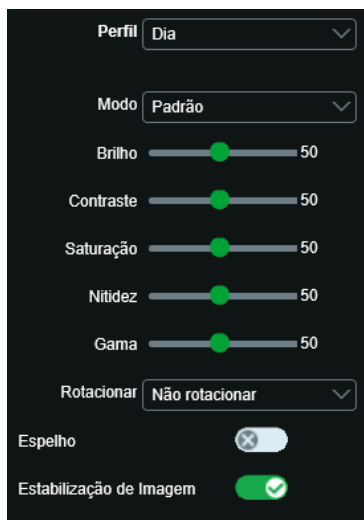 Perfil Dia
Modo Padrão
Brilho 50
Contraste 50
Saturação 50
Nitidez 50
Gama 50
Rotacionar Não rotacionar
Espelho
Estabilização de Imagem